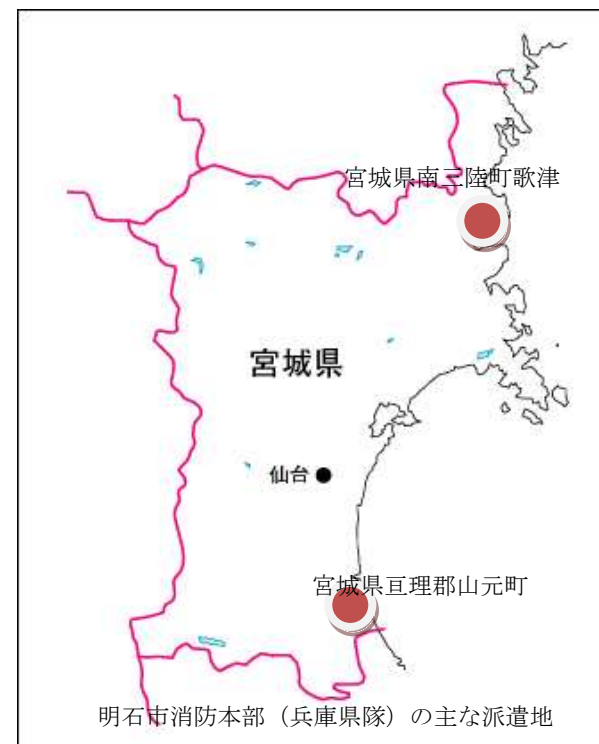 宮城県南三陸町歌津
宮城県
仙台
宮城県亘理郡山元町
明石市消防本部（兵庫県隊）の主な派遣地